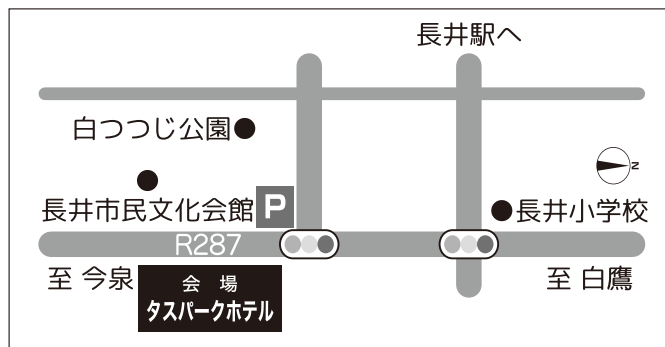 長井駅へ
白つつじ公園
長井市民文化会館
P
N
長井小学校
R287
至 今泉
至 白鷹
会 場
タスパークホテル